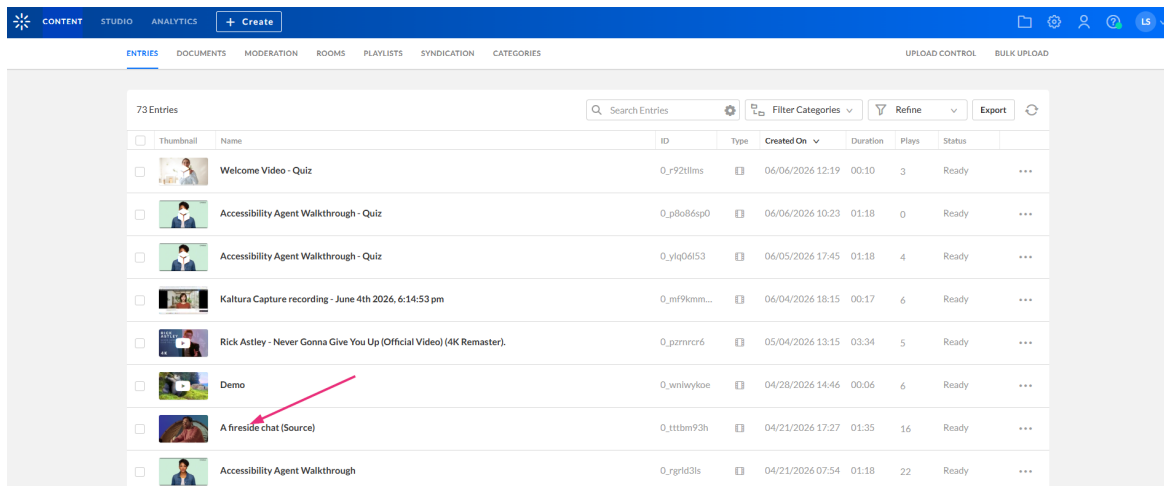 CONTENT STUDIO ANALYTICS + Create LS
ENTRIES DOCUMENTS MODERATION ROOMS PLAYLISTS SYNDICATION CATEGORIES UPLOAD CONTROL BULK UPLOAD
73 Entries Search Entries Filter Categories Refine Export
Thumbnail Name ID Type Created On Duration Plays Status
Welcome Video - Quiz 0_r92tllms 06/06/2026 12:19 00:10 3 Ready
Accessibility Agent Walkthrough - Quiz 0_p8o86sp0 06/06/2026 10:23 01:18 0 Ready
Accessibility Agent Walkthrough - Quiz 0_ylq06l53 06/05/2026 17:45 01:18 4 Ready
Kaltura Capture recording - June 4th 2026, 6:14:53 pm 0_mf9kmm... 06/04/2026 18:15 00:17 6 Ready
RICK ASTLEY 4K Rick Astley - Never Gonna Give You Up (Official Video) (4K Remaster). 0_pzrnrcr6 05/04/2026 13:15 03:34 5 Ready
Demo 0_wniwykoe 04/28/2026 14:46 00:06 6 Ready
A fireside chat (Source) 0_tttbm93h 04/21/2026 17:27 01:35 16 Ready
Accessibility Agent Walkthrough 0_rgrld3ls 04/21/2026 07:54 01:18 22 Ready